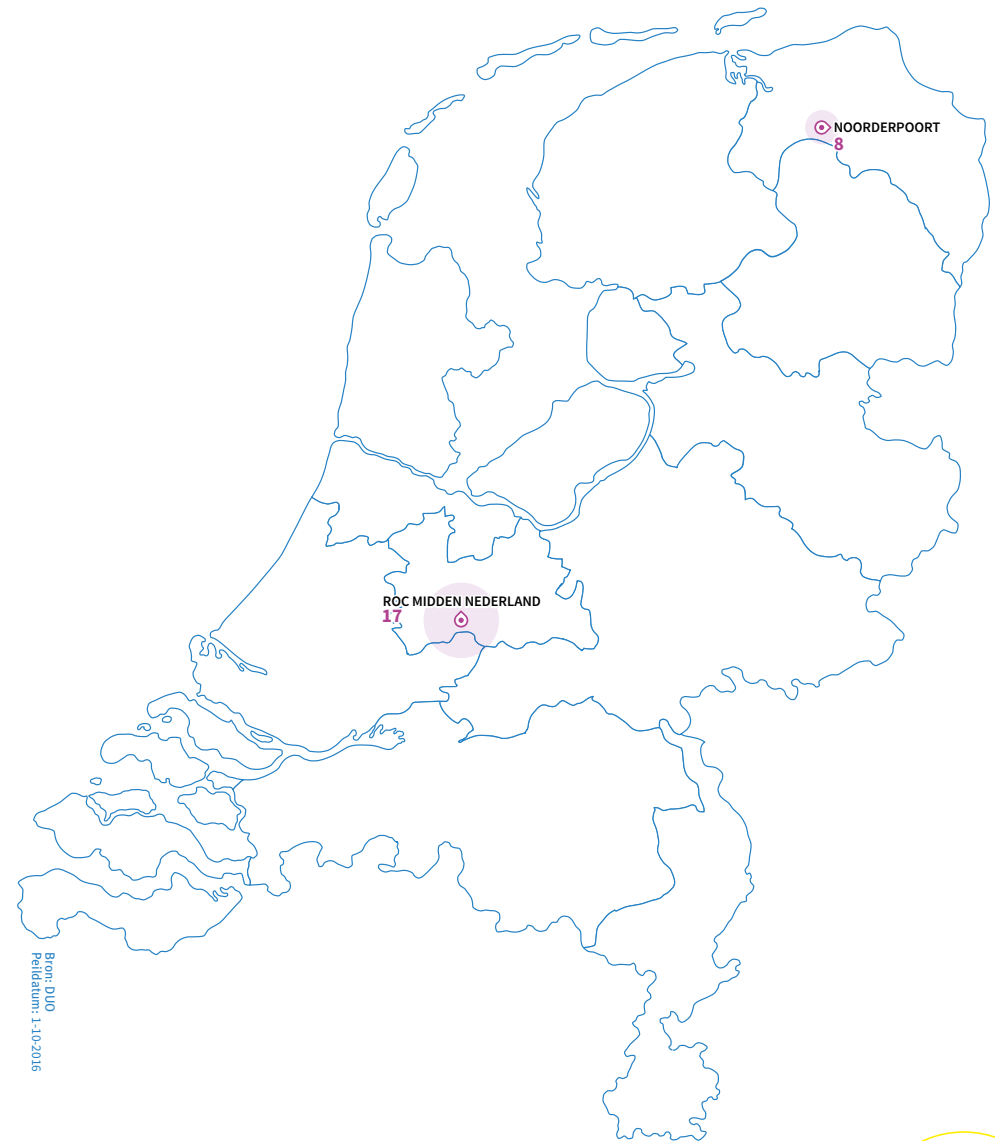 NOORDERPOORT
8
ROC MIDDEN NEDERLAND
17
Bron: DUO
Peildatum: 1-10-2016